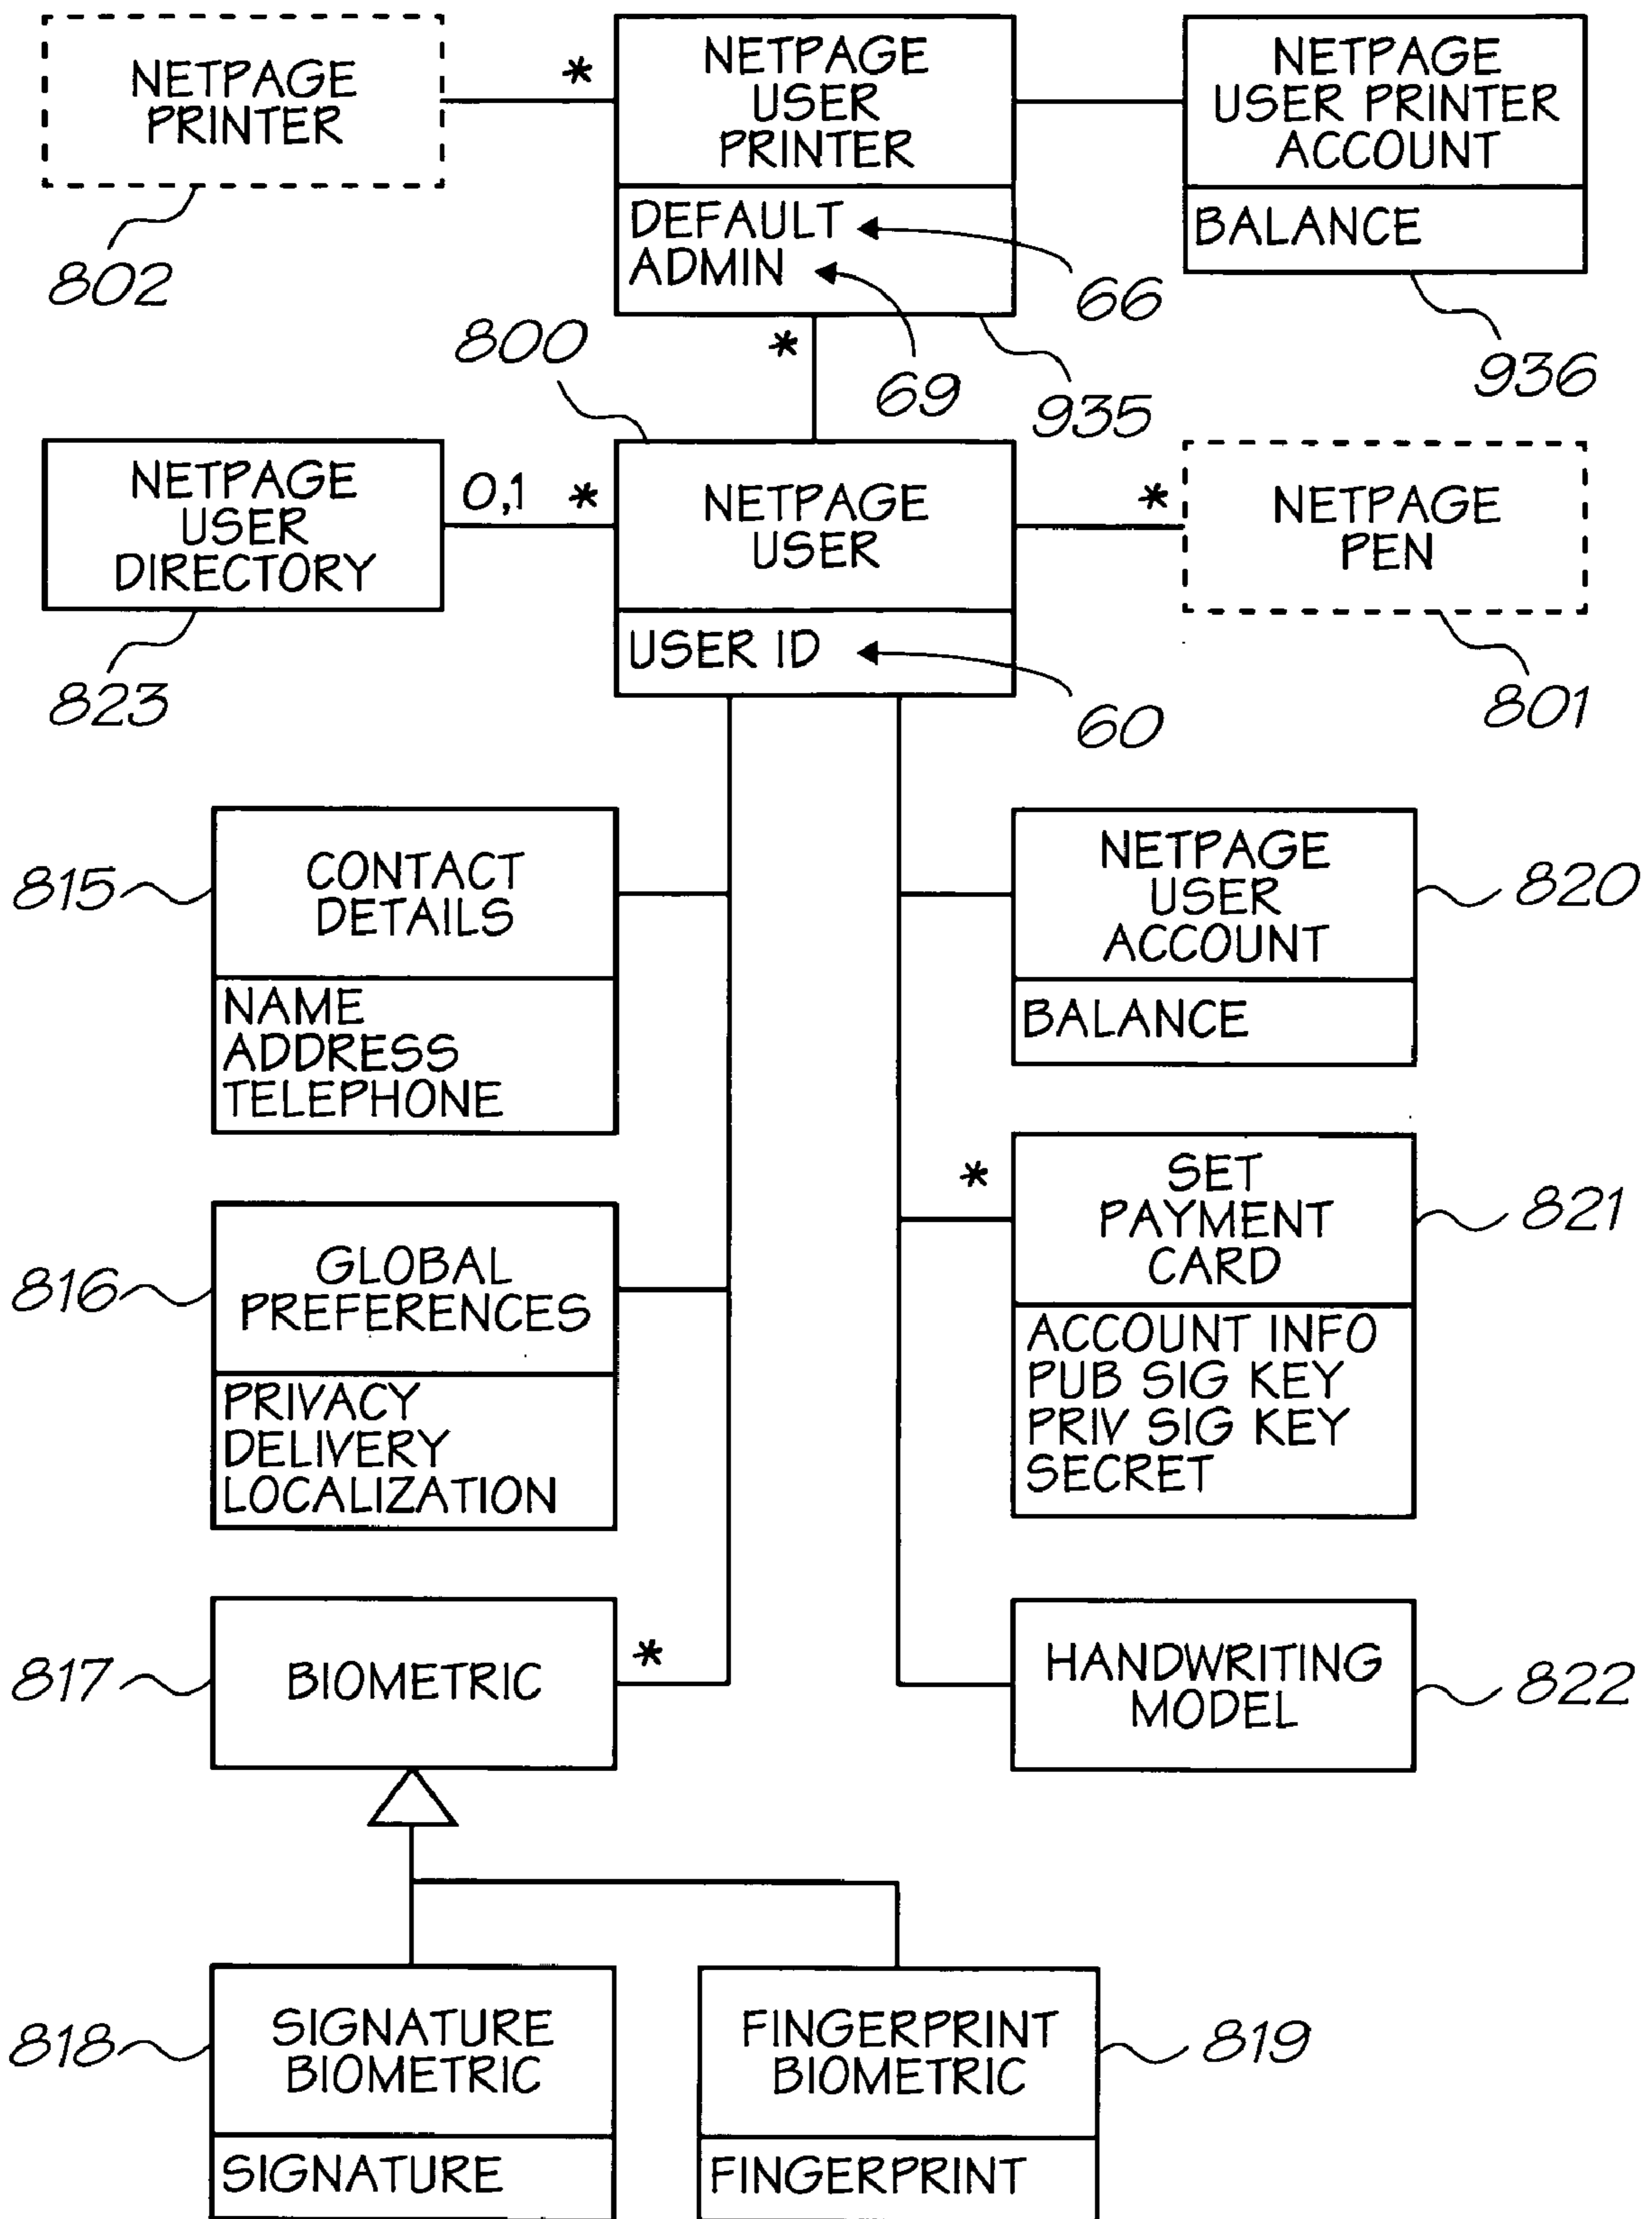 NETPAGE
PRINTER
802
*
NETPAGE
USER
PRINTER
DEFAULT
ADMIN
66
69
935
*
NETPAGE
USER PRINTER
ACCOUNT
BALANCE
936
800
NETPAGE
USER
DIRECTORY
823
0,1 *
NETPAGE
USER
USER ID
60
*
NETPAGE
PEN
801
815
CONTACT
DETAILS
NAME
ADDRESS
TELEPHONE
NETPAGE
USER
ACCOUNT
BALANCE
820
816
GLOBAL
PREFERENCES
PRIVACY
DELIVERY
LOCALIZATION
*
SET
PAYMENT
CARD
ACCOUNT INFO
PUB SIG KEY
PRIV SIG KEY
SECRET
821
817
BIOMETRIC
*
HANDWRITING
MODEL
822
818
SIGNATURE
BIOMETRIC
SIGNATURE
FINGERPRINT
BIOMETRIC
FINGERPRINT
819